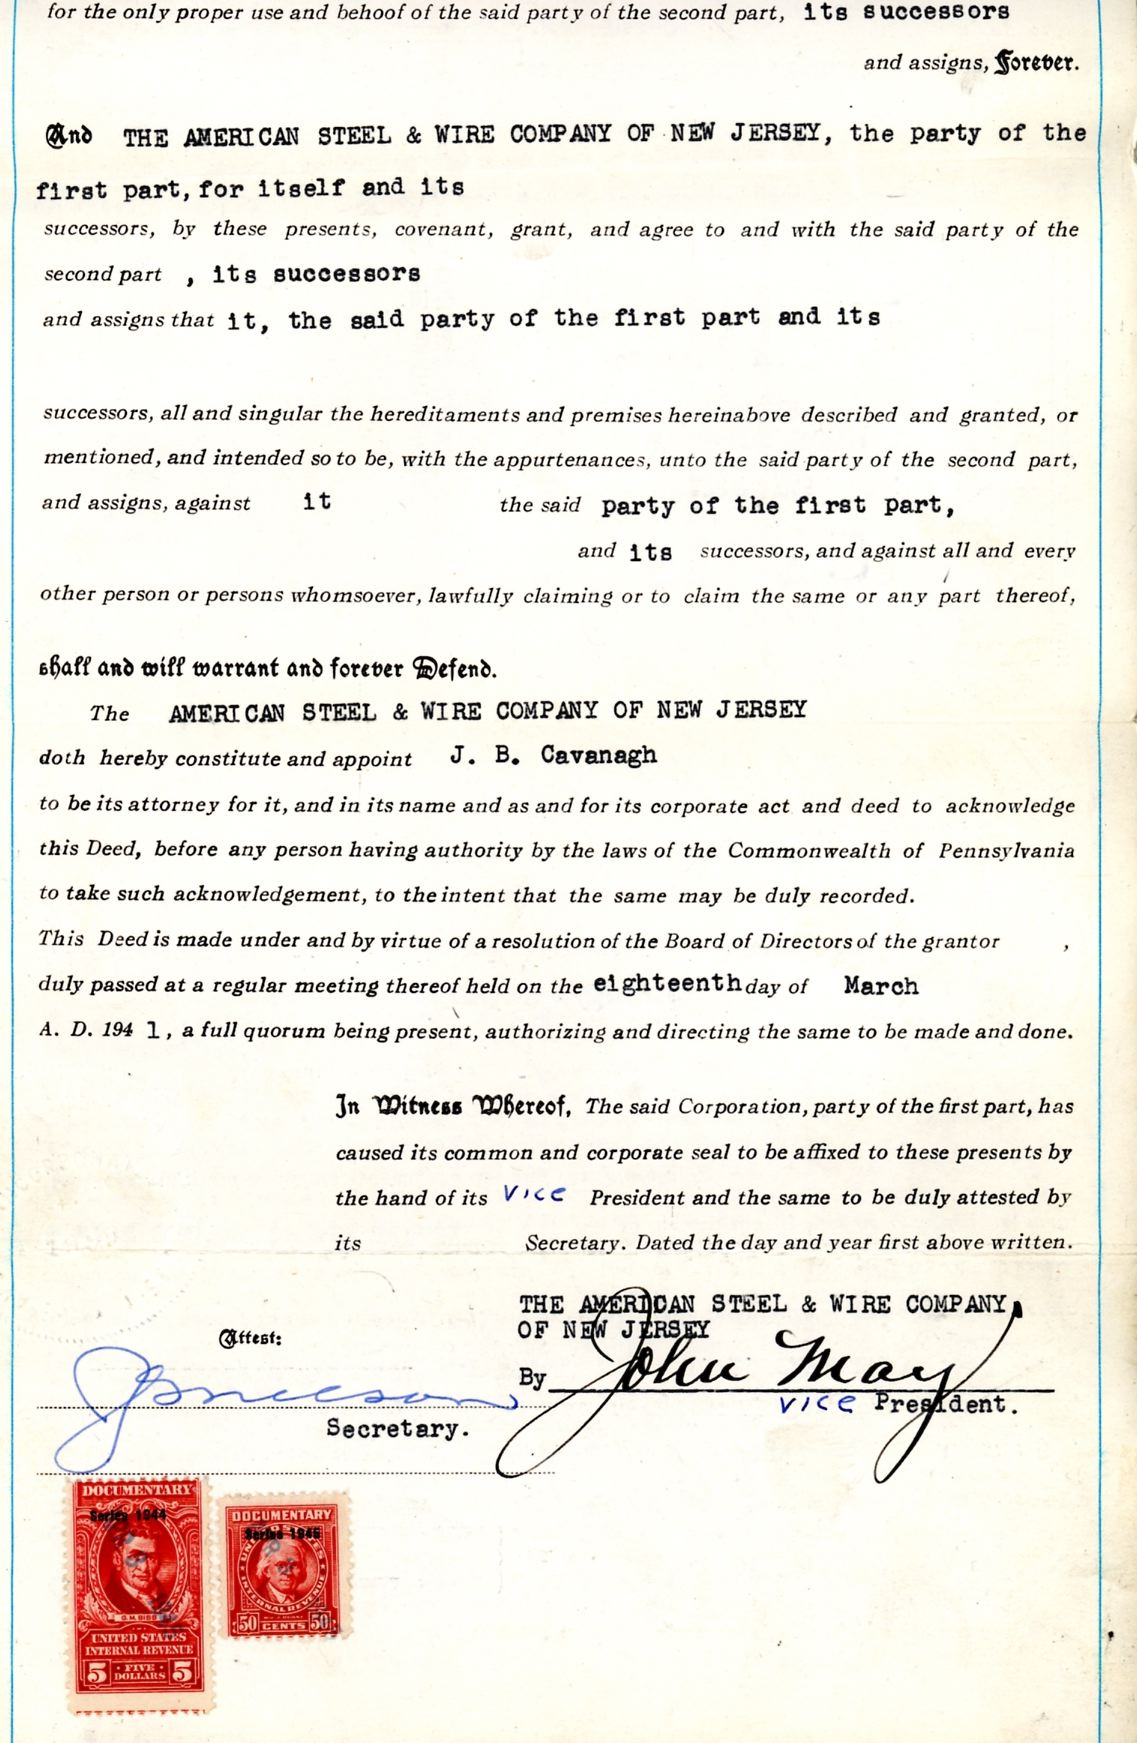 for the only proper use and behoof of the said party of the second part, its successors
and assigns, Forever.
And THE AMERICAN STEEL & WIRE COMPANY OF NEW JERSEY, the party of the
first part, for itself and its
successors, by these presents, covenant, grant, and agree to and with the said party of the
second part , its successors
and assigns that it, the said party of the first part and its
successors, all and singular the hereditaments and premises hereinabove described and granted, or
mentioned, and intended so to be, with the appurtenances, unto the said party of the second part,
and assigns, against it the said party of the first part,
and its successors, and against all and every
other person or persons whomsoever, lawfully claiming or to claim the same or any part thereof,
shall and will warrant and forever Defend.
The AMERICAN STEEL & WIRE COMPANY OF NEW JERSEY
doth hereby constitute and appoint J. B. Cavanagh
to be its attorney for it, and in its name and as and for its corporate act and deed to acknowledge
this Deed, before any person having authority by the laws of the Commonwealth of Pennsylvania
to take such acknowledgement, to the intent that the same may be duly recorded.
This Deed is made under and by virtue of a resolution of the Board of Directors of the grantor ,
duly passed at a regular meeting thereof held on the eighteenth day of March
A. D. 194 1, a full quorum being present, authorizing and directing the same to be made and done.
In Witness Whereof, The said Corporation, party of the first part, has
caused its common and corporate seal to be affixed to these presents by
the hand of its Vice President and the same to be duly attested by
its Secretary. Dated the day and year first above written.
THE AMERICAN STEEL & WIRE COMPANY
OF NEW JERSEY
Attest:
By John May
Vice President.
Secretary.
DOCUMENTARY
Series 1944
G.M. BIBB
UNITED STATES
INTERNAL REVENUE
5 FIVE DOLLARS 5
DOCUMENTARY
Series 1945
UNITED STATES
INTERNAL REVENUE
50 CENTS 50